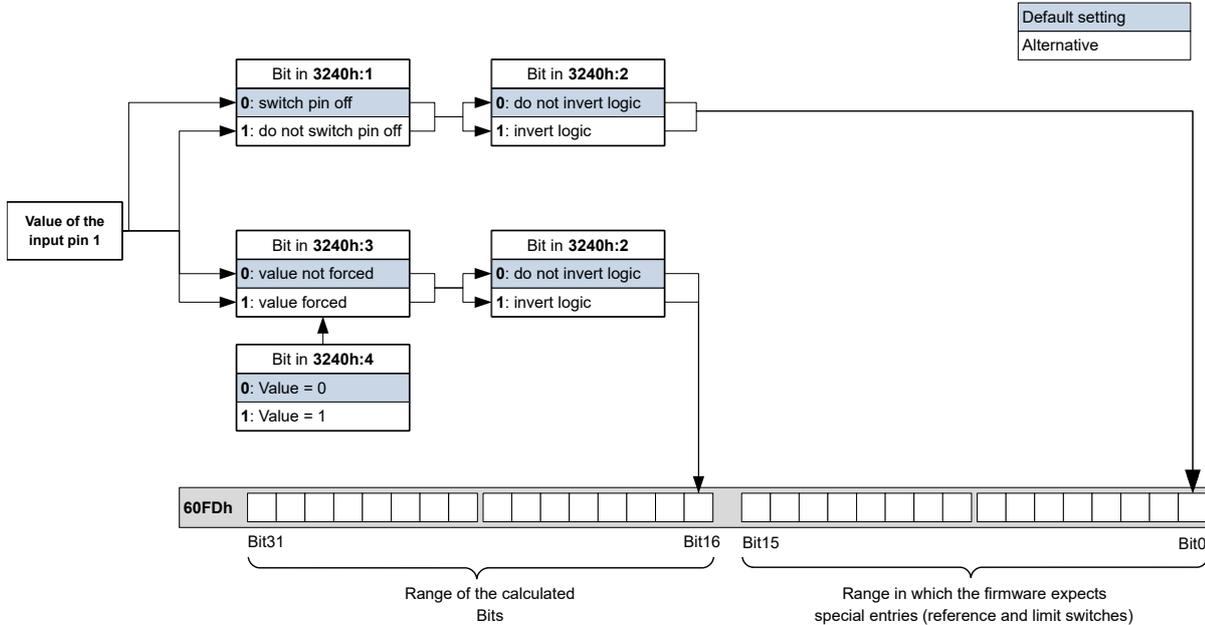 Default setting
Alternative
Bit in 3240h:1
0: switch pin off
1: do not switch pin off
Bit in 3240h:2
0: do not invert logic
1: invert logic
Value of the
input pin 1
Bit in 3240h:3
0: value not forced
1: value forced
Bit in 3240h:2
0: do not invert logic
1: invert logic
Bit in 3240h:4
0: Value = 0
1: Value = 1
60FDh
Bit31
Bit16
Bit15
Bit0
Range of the calculated
Bits
Range in which the firmware expects
special entries (reference and limit switches)